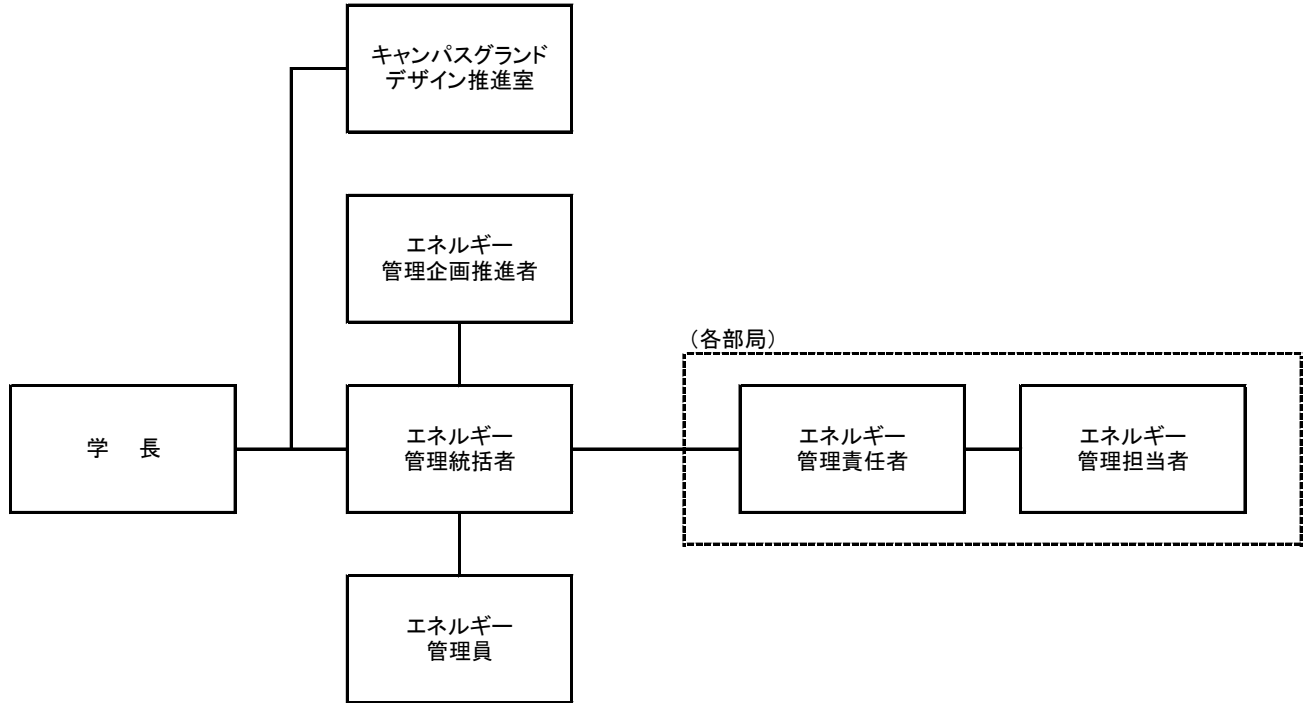 キャンパスグランド
デザイン推進室
エネルギー
管理企画推進者
（各部局）
学　長
エネルギー
管理統括者
エネルギー
管理責任者
エネルギー
管理担当者
エネルギー
管理員